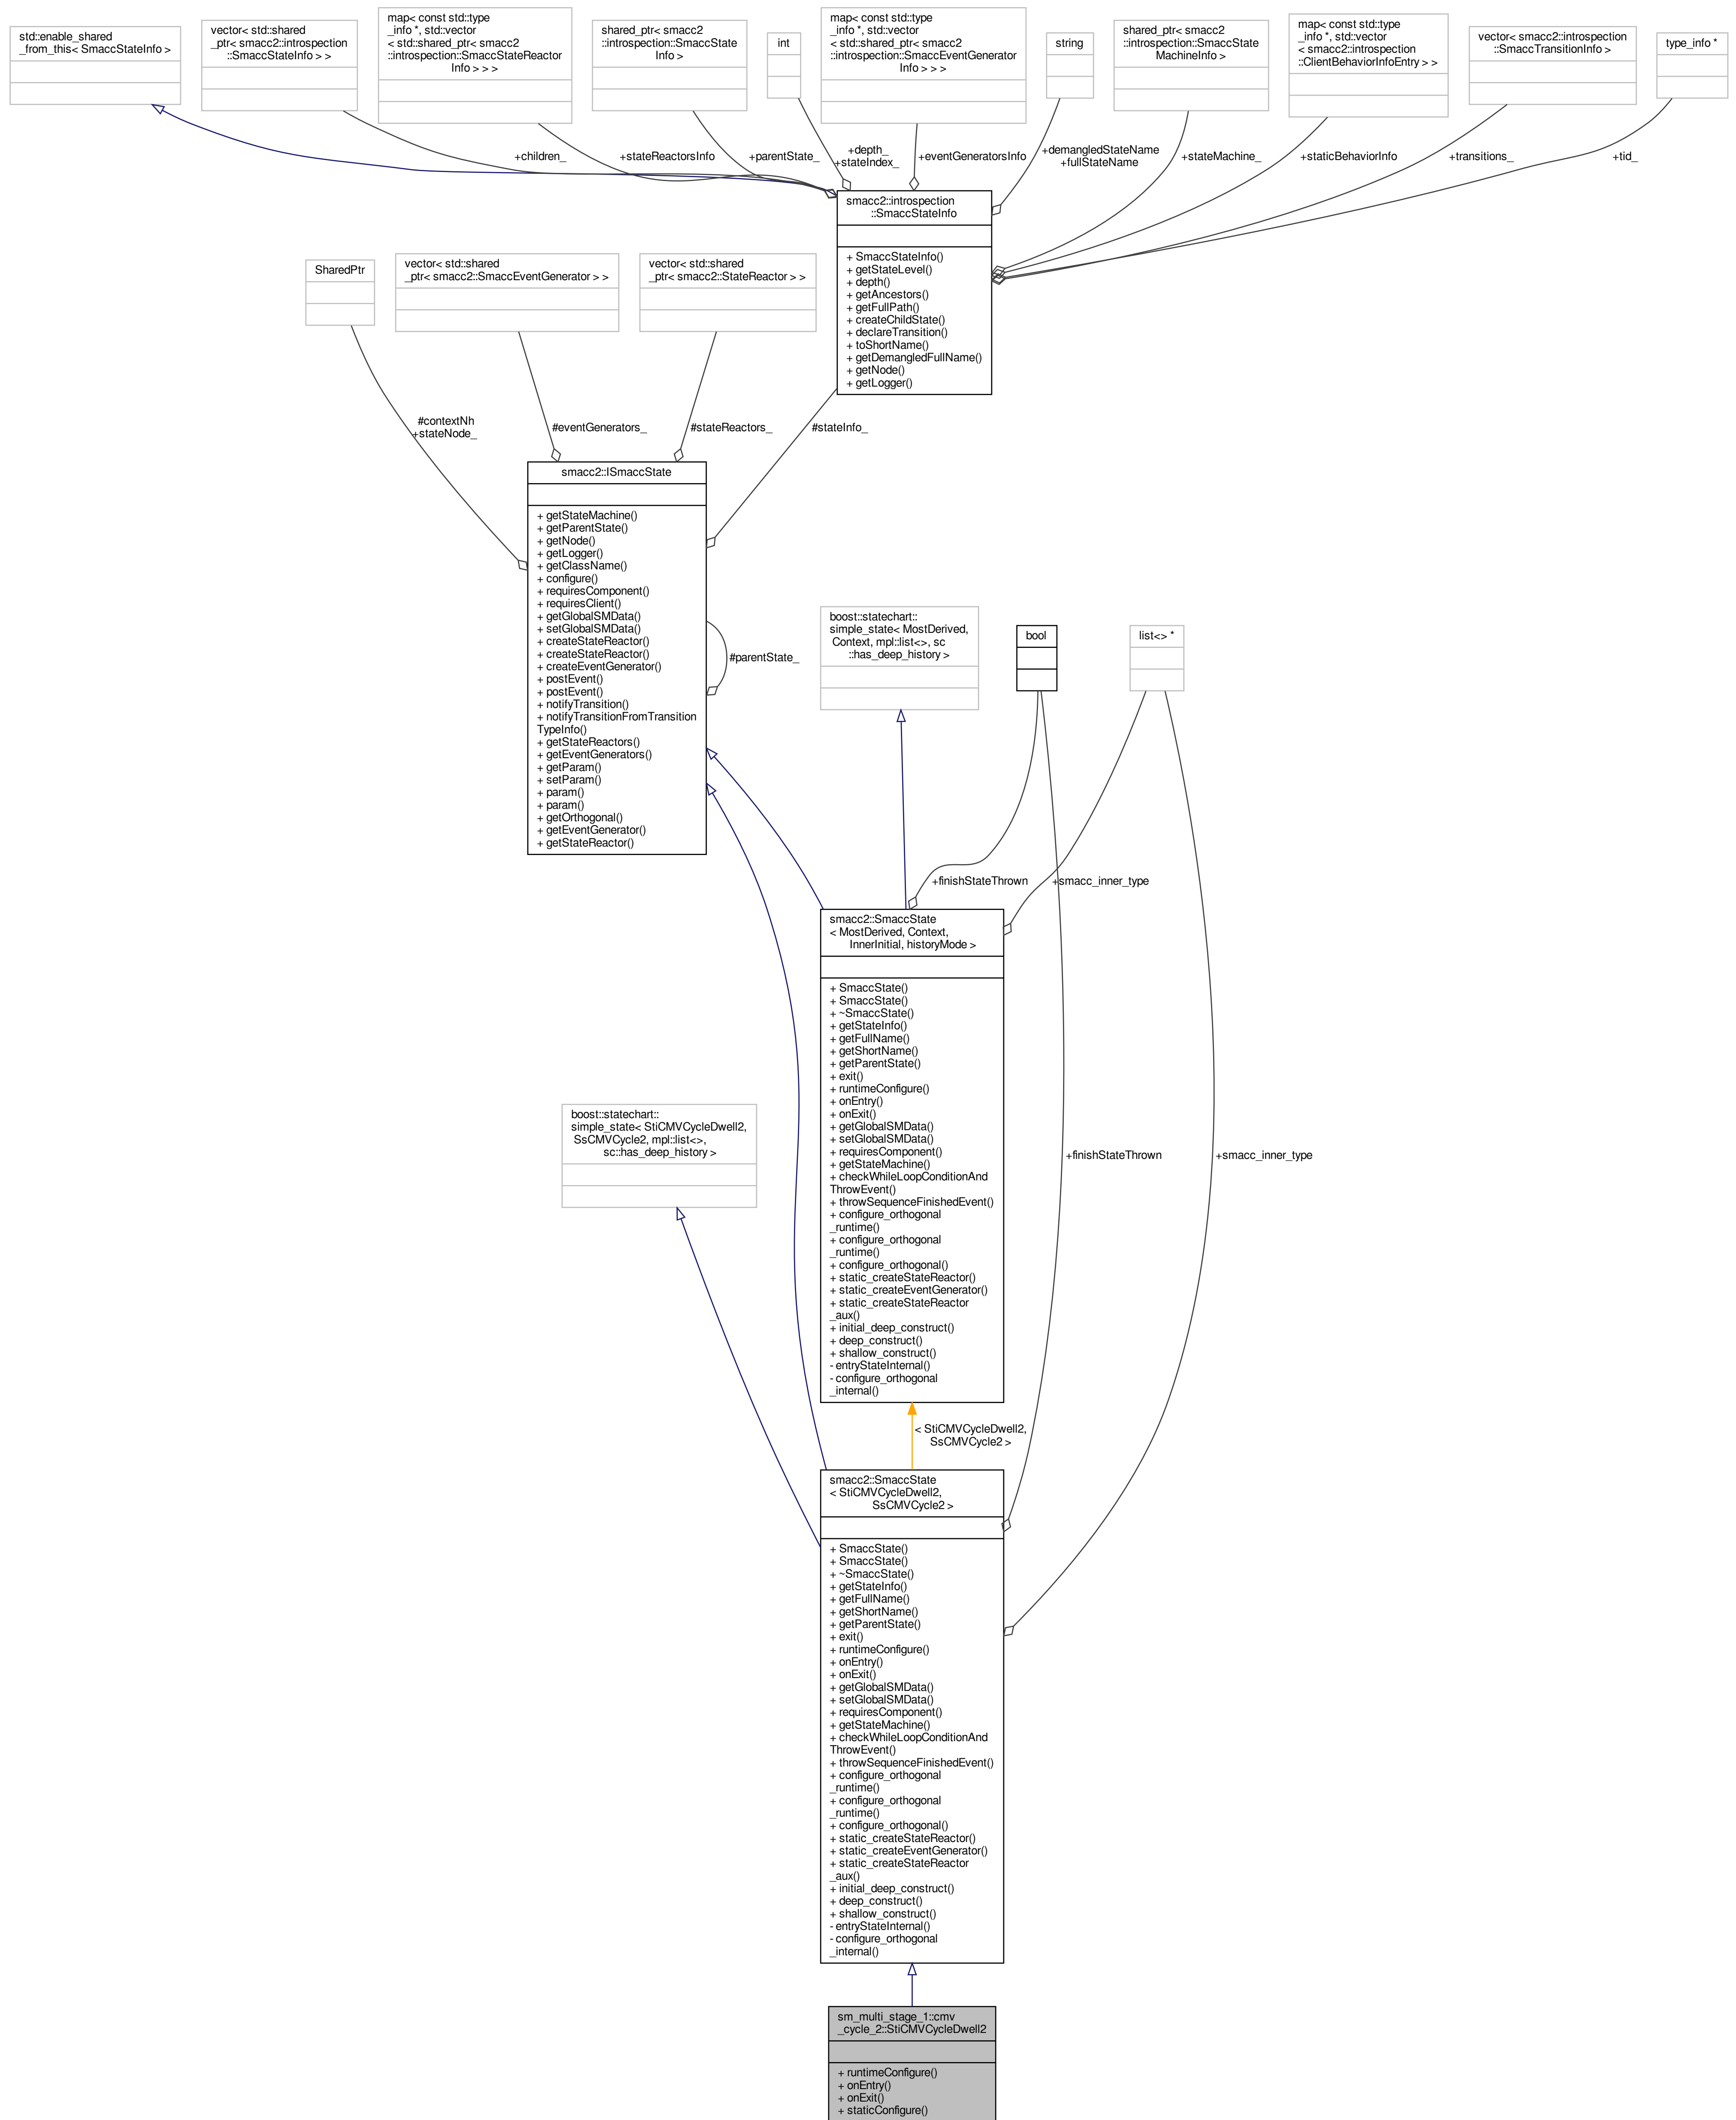 std::enable_shared
_from_this< SmaccStateInfo >
vector< std::shared
_ptr< smacc2::introspection
::SmaccStateInfo > >
map< const std::type
_info *, std::vector
< std::shared_ptr< smacc2
::introspection::SmaccStateReactor
Info > > >
shared_ptr< smacc2
::introspection::SmaccState
Info >
int
map< const std::type
_info *, std::vector
< std::shared_ptr< smacc2
::introspection::SmaccEventGenerator
Info > > >
string
shared_ptr< smacc2
::introspection::SmaccState
MachineInfo >
map< const std::type
_info *, std::vector
< smacc2::introspection
::ClientBehaviorInfoEntry > >
vector< smacc2::introspection
::SmaccTransitionInfo >
type_info *
+children_
+stateReactorsInfo
+parentState_
+depth_
+stateIndex_
+eventGeneratorsInfo
+demangledStateName
+fullStateName
+stateMachine_
+staticBehaviorInfo
+transitions_
+tid_
smacc2::introspection
::SmaccStateInfo
+ SmaccStateInfo()
+ getStateLevel()
+ depth()
+ getAncestors()
+ getFullPath()
+ createChildState()
+ declareTransition()
+ toShortName()
+ getDemangledFullName()
+ getNode()
+ getLogger()
SharedPtr
vector< std::shared
_ptr< smacc2::SmaccEventGenerator > >
vector< std::shared
_ptr< smacc2::StateReactor > >
#contextNh
+stateNode_
#eventGenerators_
#stateReactors_
#stateInfo_
smacc2::ISmaccState
+ getStateMachine()
+ getParentState()
+ getNode()
+ getLogger()
+ getClassName()
+ configure()
+ requiresComponent()
+ requiresClient()
+ getGlobalSMData()
+ setGlobalSMData()
+ createStateReactor()
+ createStateReactor()
+ createEventGenerator()
+ postEvent()
+ postEvent()
+ notifyTransition()
+ notifyTransitionFromTransition
TypeInfo()
+ getStateReactors()
+ getEventGenerators()
+ getParam()
+ setParam()
+ param()
+ param()
+ getOrthogonal()
+ getEventGenerator()
+ getStateReactor()
#parentState_
boost::statechart::
simple_state< MostDerived,
Context, mpl::list<>, sc
::has_deep_history >
bool
list<> *
+finishStateThrown
+smacc_inner_type
smacc2::SmaccState
< MostDerived, Context,
InnerInitial, historyMode >
+ SmaccState()
+ SmaccState()
+ ~SmaccState()
+ getStateInfo()
+ getFullName()
+ getShortName()
+ getParentState()
+ exit()
+ runtimeConfigure()
+ onEntry()
+ onExit()
+ getGlobalSMData()
+ setGlobalSMData()
+ requiresComponent()
+ getStateMachine()
+ checkWhileLoopConditionAnd
ThrowEvent()
+ throwSequenceFinishedEvent()
+ configure_orthogonal
_runtime()
+ configure_orthogonal
_runtime()
+ configure_orthogonal()
+ static_createStateReactor()
+ static_createEventGenerator()
+ static_createStateReactor
_aux()
+ initial_deep_construct()
+ deep_construct()
+ shallow_construct()
- entryStateInternal()
- configure_orthogonal
_internal()
boost::statechart::
simple_state< StiCMVCycleDwell2,
SsCMVCycle2, mpl::list<>,
sc::has_deep_history >
+finishStateThrown
+smacc_inner_type
< StiCMVCycleDwell2,
SsCMVCycle2 >
smacc2::SmaccState
< StiCMVCycleDwell2,
SsCMVCycle2 >
+ SmaccState()
+ SmaccState()
+ ~SmaccState()
+ getStateInfo()
+ getFullName()
+ getShortName()
+ getParentState()
+ exit()
+ runtimeConfigure()
+ onEntry()
+ onExit()
+ getGlobalSMData()
+ setGlobalSMData()
+ requiresComponent()
+ getStateMachine()
+ checkWhileLoopConditionAnd
ThrowEvent()
+ throwSequenceFinishedEvent()
+ configure_orthogonal
_runtime()
+ configure_orthogonal
_runtime()
+ configure_orthogonal()
+ static_createStateReactor()
+ static_createEventGenerator()
+ static_createStateReactor
_aux()
+ initial_deep_construct()
+ deep_construct()
+ shallow_construct()
- entryStateInternal()
- configure_orthogonal
_internal()
sm_multi_stage_1::cmv
_cycle_2::StiCMVCycleDwell2
+ runtimeConfigure()
+ onEntry()
+ onExit()
+ staticConfigure()